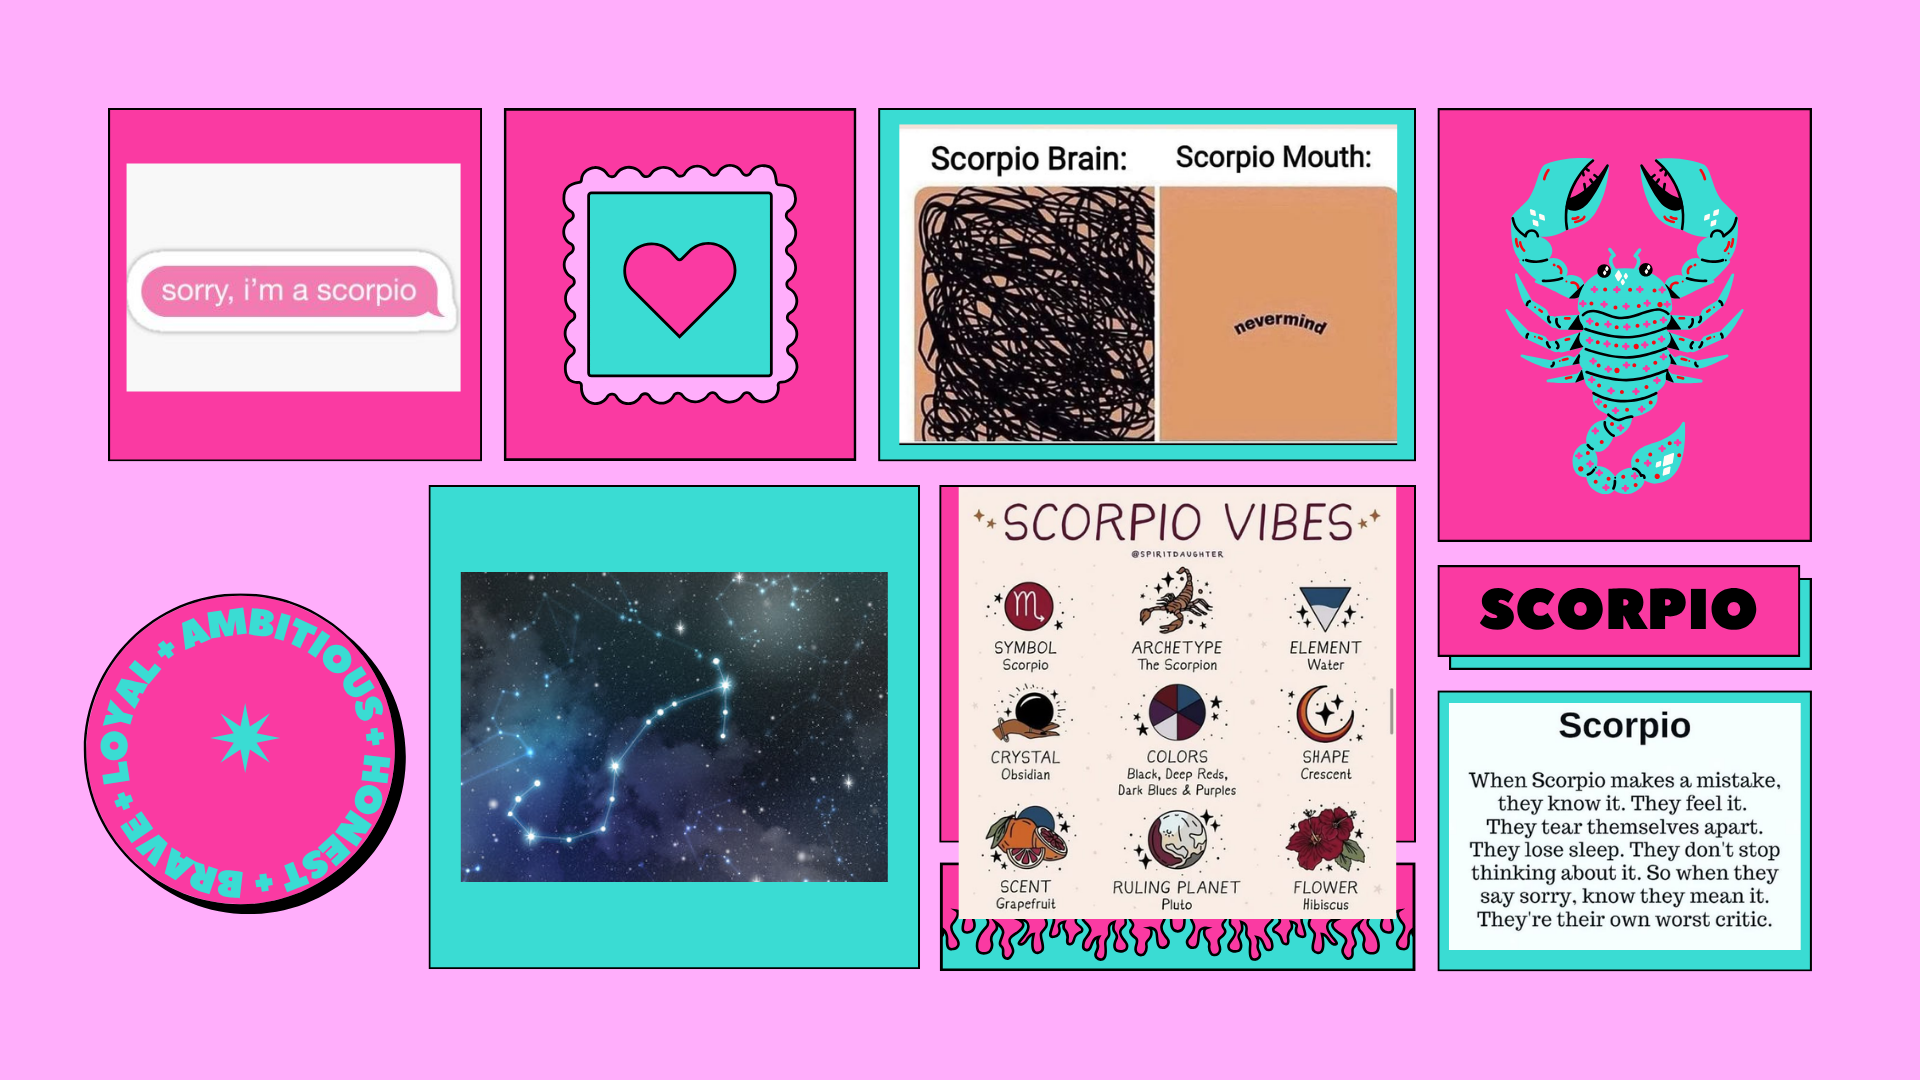 sorry, i'm a scorpio
Scorpio Brain:
Scorpio Mouth:
nevermind
SCORPIO VIBES
@SPIRITDAUGHTER
SYMBOL
Scorpio
ARCHETYPE
The Scorpion
ELEMENT
Water
CRYSTAL
Obsidian
COLORS
Black, Deep Reds,
Dark Blues & Purples
SHAPE
Crescent
SCENT
Grapefruit
RULING PLANET
Pluto
FLOWER
Hibiscus
SCORPIO
Scorpio
When Scorpio makes a mistake,
they know it. They feel it.
They tear themselves apart.
They lose sleep. They don't stop
thinking about it. So when they
say sorry, know they mean it.
They're their own worst critic.
AMBITIOUS + HONEST + BRAVE + LOYAL +